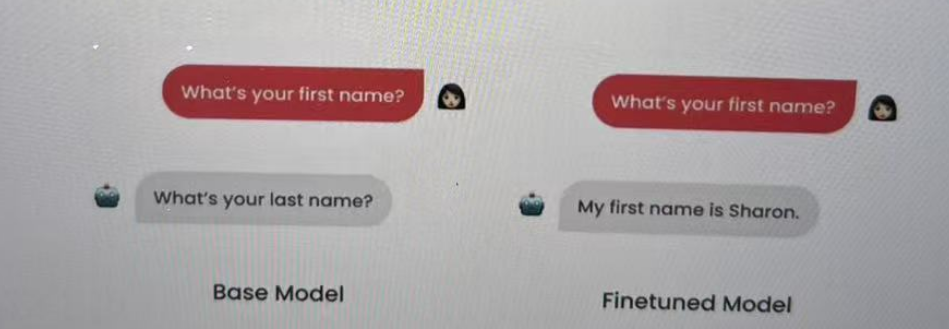 What's your first name?
What's your last name?
Base Model
What's your first name?
My first name is Sharon.
Finetuned Model